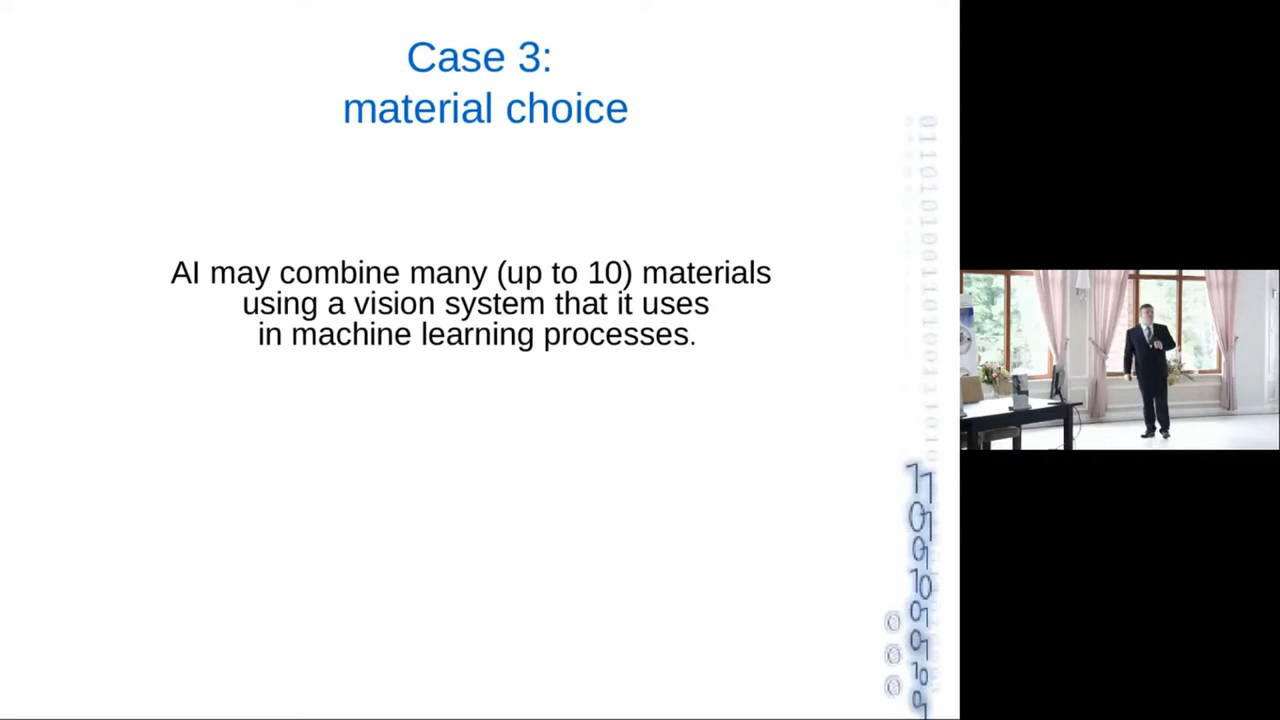 Case 3:
material choice
AI may combine many (up to 10) materials
using a vision system that it uses
in machine learning processes.